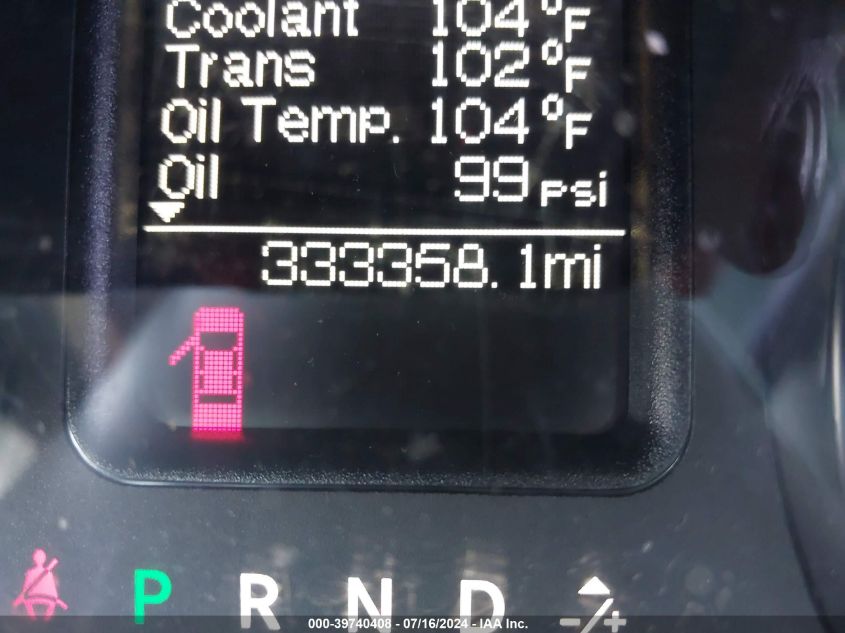 Coolant 104°F
Trans 102°F
Oil Temp. 104°F
Oil 99 psi
333358.1mi
P R N D -/+
000-39740408 - 07/16/2024 - IAA Inc.